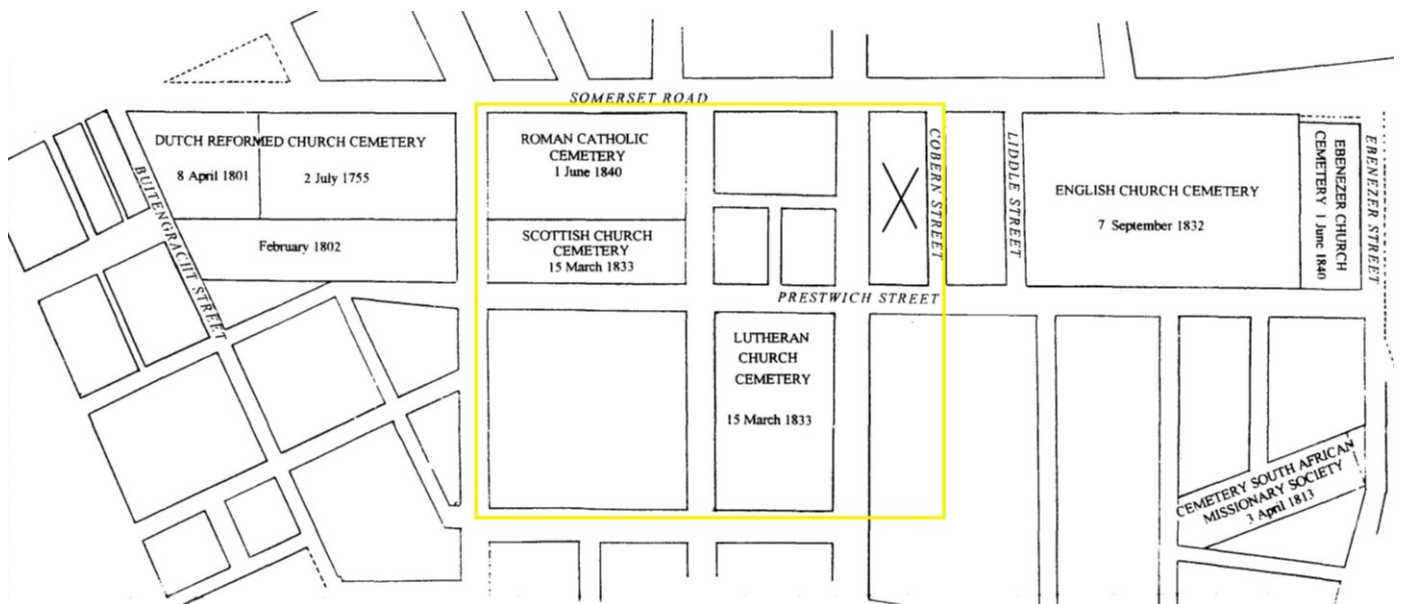 SOMERSET ROAD
DUTCH REFORMED CHURCH CEMETERY
8 April 1801
2 July 1755
February 1802
BUITENGRACHT STREET
ROMAN CATHOLIC
CEMETERY
1 June 1840
SCOTTISH CHURCH
CEMETERY
15 March 1833
COBERN STREET
LIDDLE STREET
ENGLISH CHURCH CEMETERY
7 September 1832
EBENEZER CHURCH
CEMETERY 1 June 1840
EBENEZER STREET
PRESTWICH STREET
LUTHERAN
CHURCH
CEMETERY
15 March 1833
CEMETERY SOUTH AFRICAN
MISSIONARY SOCIETY
3 April 1813